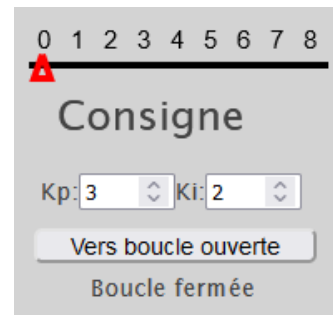 0 1 2 3 4 5 6 7 8
Consigne
Kp: 3 Ki: 2
Vers boucle ouverte
Boucle fermée